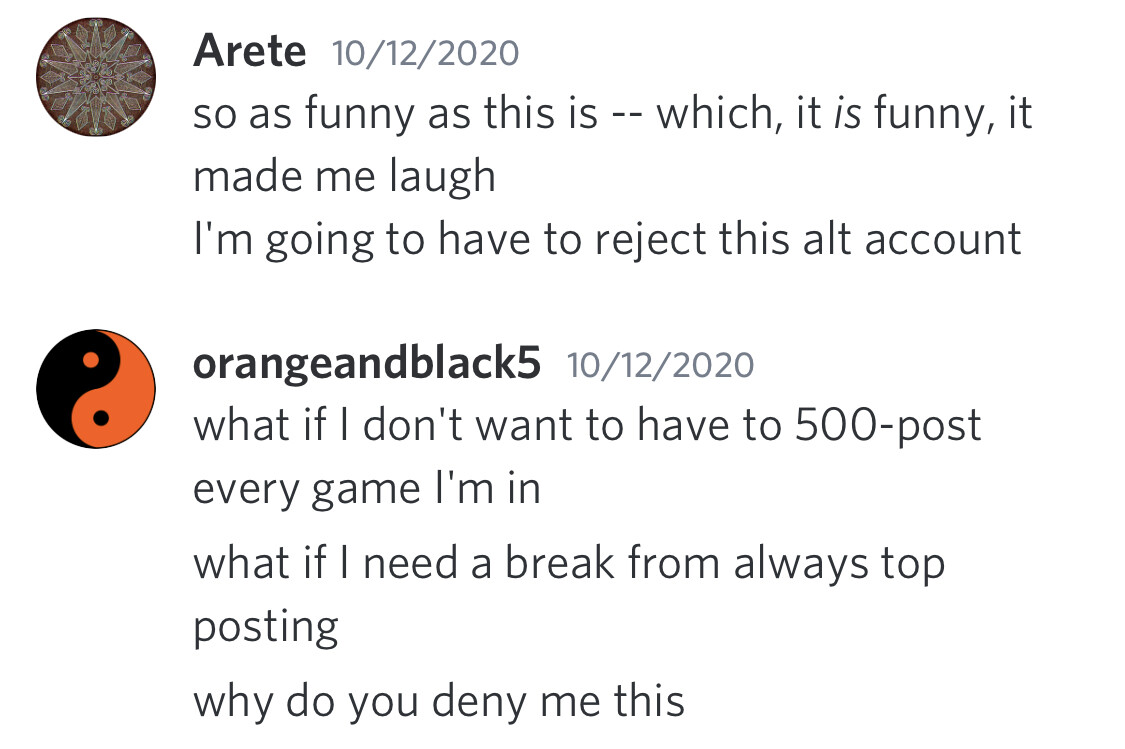 Arete 10/12/2020
so as funny as this is -- which, it is funny, it
made me laugh
I'm going to have to reject this alt account
orangeandblack5 10/12/2020
what if I don't want to have to 500-post
every game I'm in
what if I need a break from always top
posting
why do you deny me this